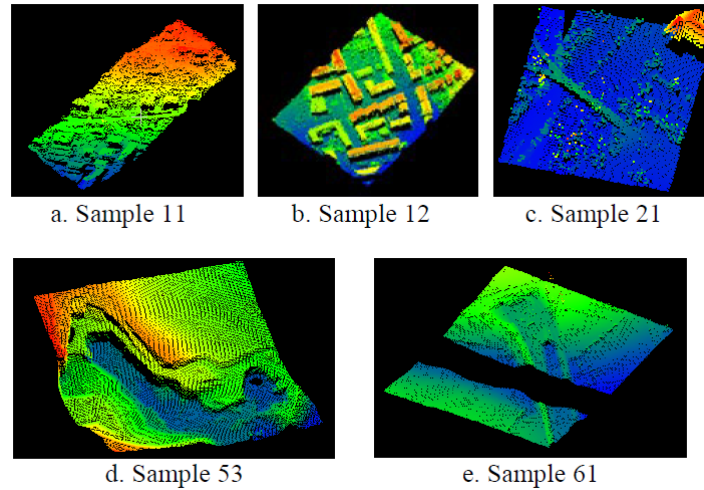 a. Sample 11
b. Sample 12
c. Sample 21
d. Sample 53
e. Sample 61